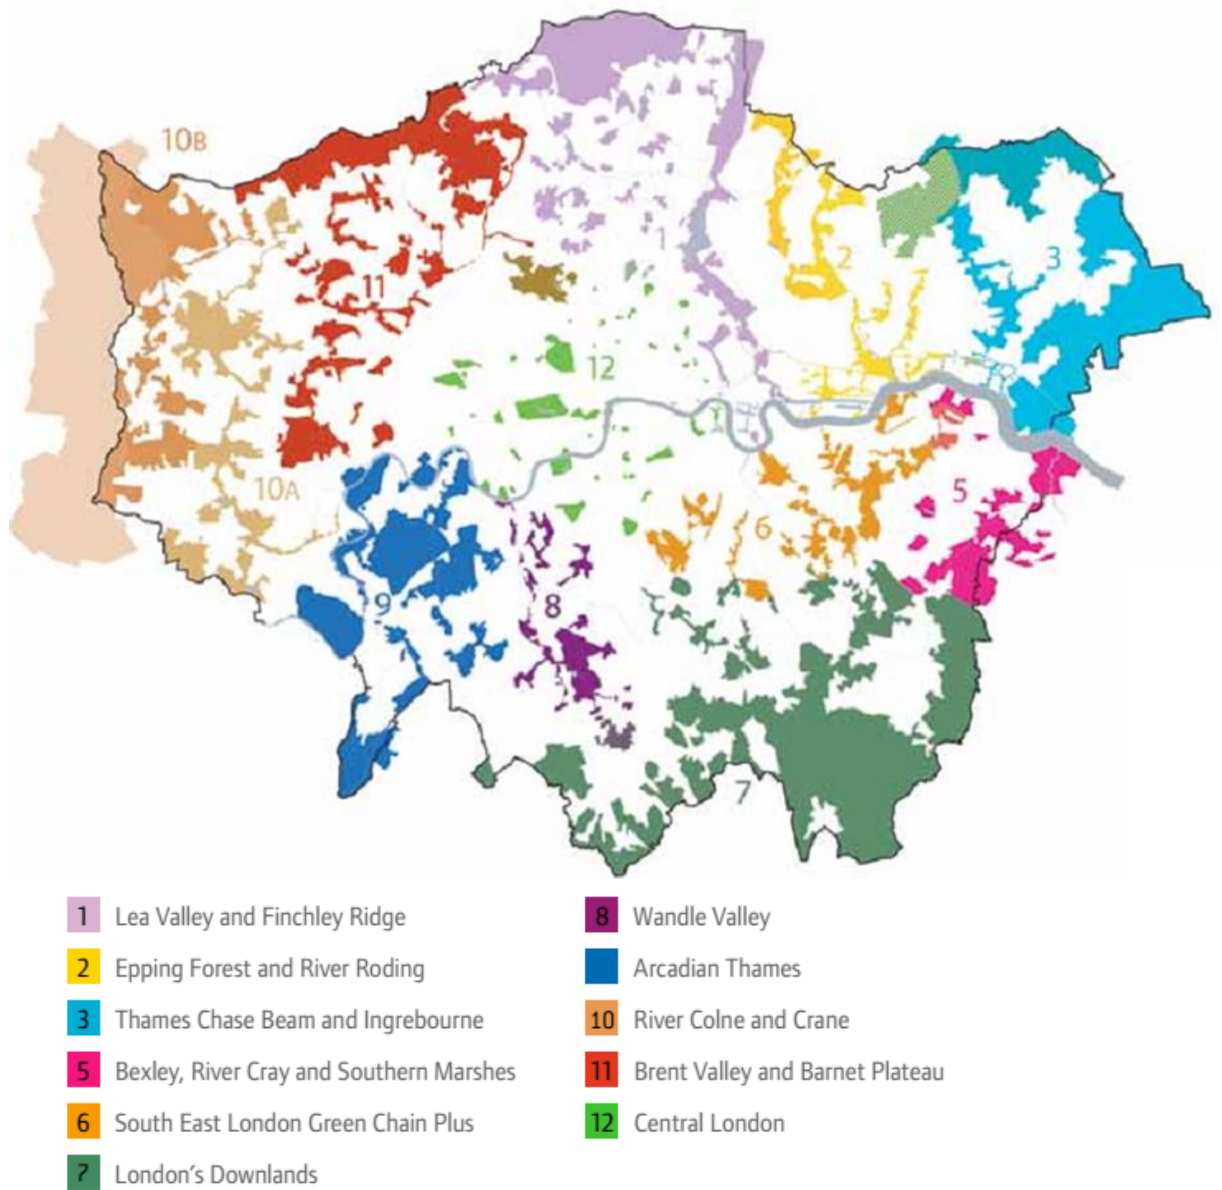 10B
1
2
3
11
12
10A
5
6
9
8
7
1 Lea Valley and Finchley Ridge
2 Epping Forest and River Roding
3 Thames Chase Beam and Ingrebourne
5 Bexley, River Cray and Southern Marshes
6 South East London Green Chain Plus
7 London's Downlands
8 Wandle Valley
Arcadian Thames
10 River Colne and Crane
11 Brent Valley and Barnet Plateau
12 Central London